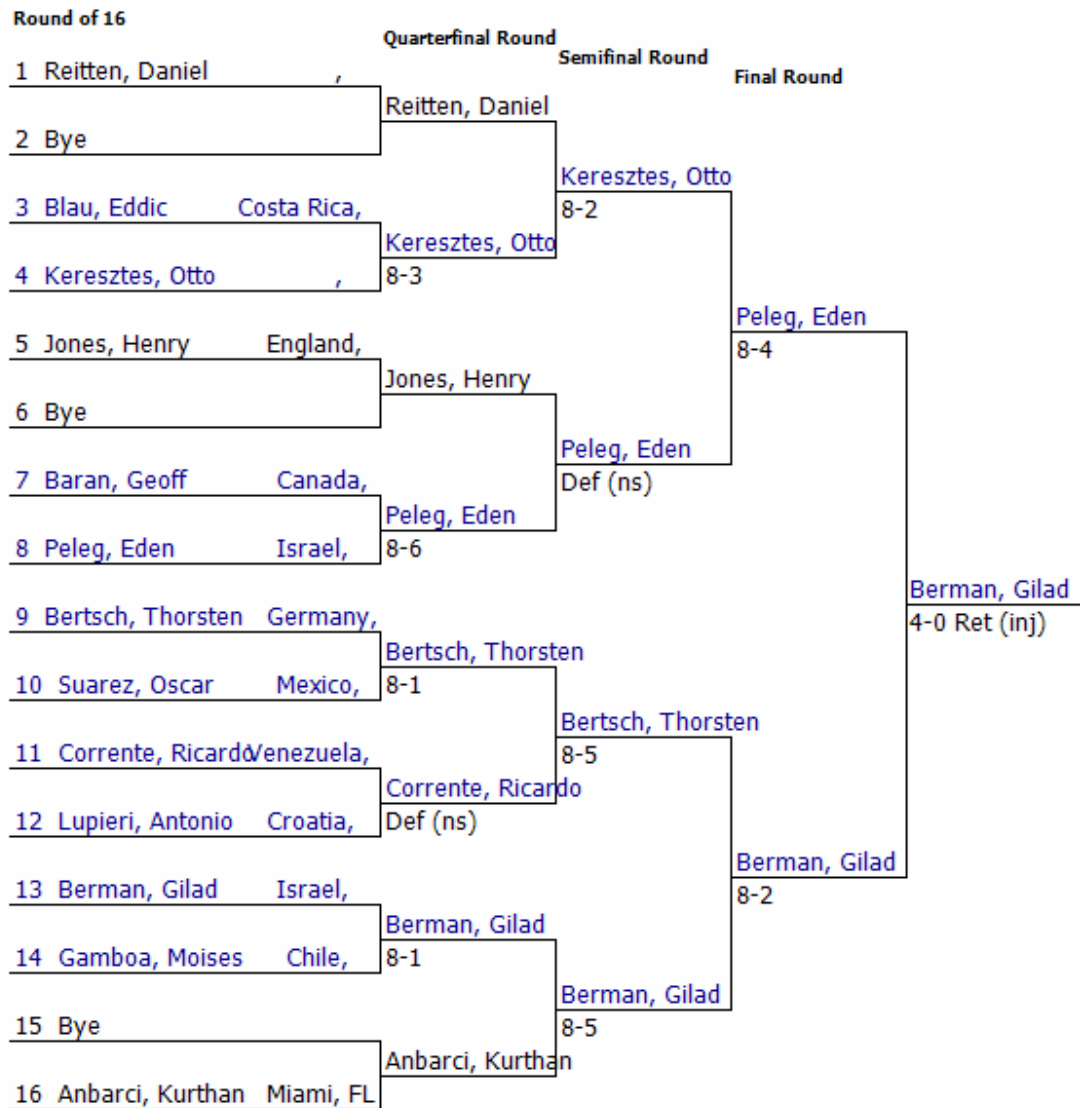 Round of 16
Quarterfinal Round
Semifinal Round
Final Round
1 Reitten, Daniel ,
Reitten, Daniel
2 Bye
Keresztes, Otto
8-2
3 Blau, Eddic Costa Rica,
Keresztes, Otto
8-3
4 Keresztes, Otto ,
Peleg, Eden
8-4
5 Jones, Henry England,
Jones, Henry
6 Bye
Peleg, Eden
Def (ns)
7 Baran, Geoff Canada,
Peleg, Eden
8-6
8 Peleg, Eden Israel,
Berman, Gilad
4-0 Ret (inj)
9 Bertsch, Thorsten Germany,
Bertsch, Thorsten
8-1
10 Suarez, Oscar Mexico,
Bertsch, Thorsten
8-5
11 Corrente, Ricardo Venezuela,
Corrente, Ricardo
Def (ns)
12 Lupieri, Antonio Croatia,
Berman, Gilad
8-2
13 Berman, Gilad Israel,
Berman, Gilad
8-1
14 Gamboa, Moises Chile,
Berman, Gilad
8-5
15 Bye
Anbarci, Kurthan
16 Anbarci, Kurthan Miami, FL